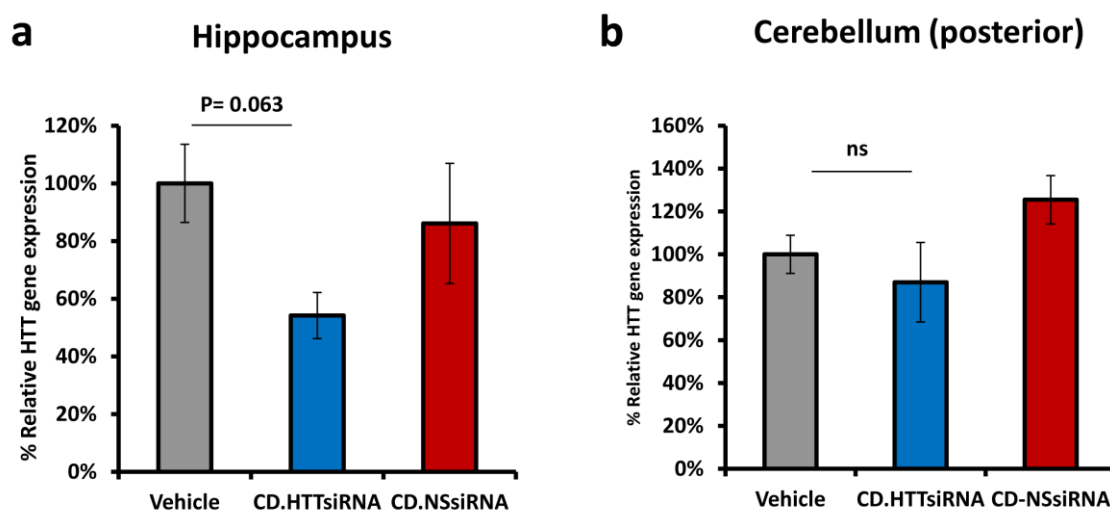 a
Hippocampus
P= 0.063
% Relative HTT gene expression
120%
100%
80%
60%
40%
20%
0%
Vehicle
CD.HTTsiRNA
CD.NSsiRNA
b
Cerebellum (posterior)
ns
% Relative HTT gene expression
160%
140%
120%
100%
80%
60%
40%
20%
0%
Vehicle
CD.HTTsiRNA
CD-NSsiRNA